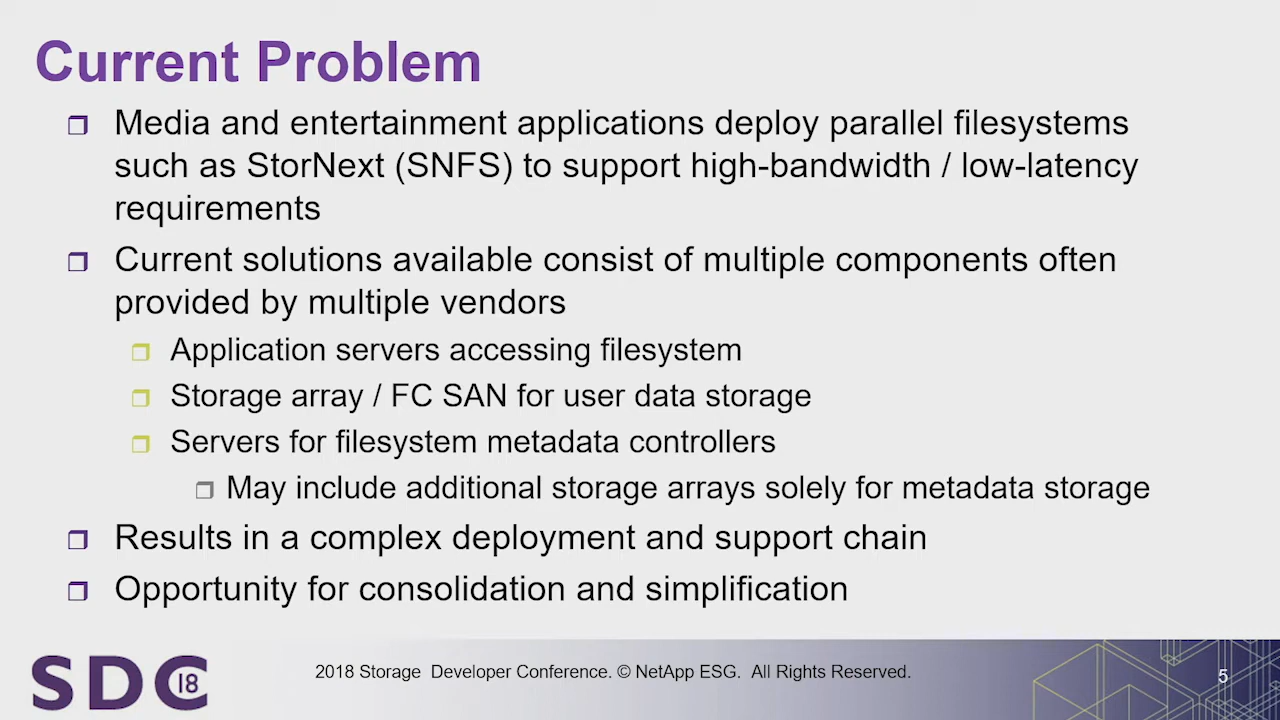 Current Problem
Media and entertainment applications deploy parallel filesystems
such as StorNext (SNFS) to support high-bandwidth / low-latency
requirements
Current solutions available consist of multiple components often
provided by multiple vendors
Application servers accessing filesystem
Storage array / FC SAN for user data storage
Servers for filesystem metadata controllers
May include additional storage arrays solely for metadata storage
Results in a complex deployment and support chain
Opportunity for consolidation and simplification
SDC 18
2018 Storage  Developer Conference. © NetApp ESG.  All Rights Reserved.
5